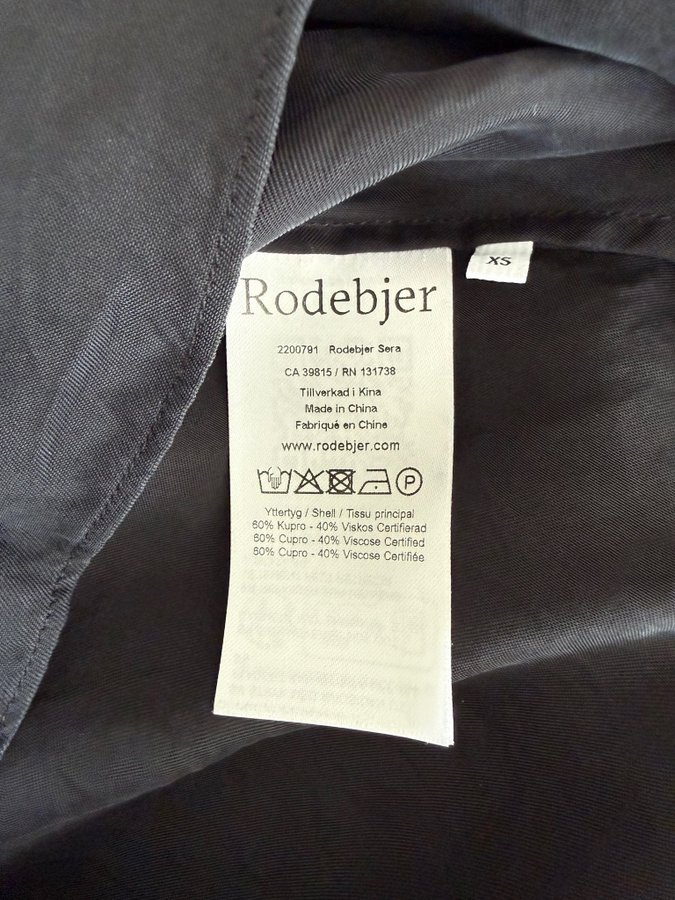 XS
Rodebjer
2200791 Rodebjer Sera
CA 39815 / RN 131738
Tillverkad i Kina
Made in China
Fabriqué en Chine
www.rodebjer.com
P
Yttertyg / Shell / Tissu principal
60% Kupro - 40% Viskos Certifierad
60% Cupro - 40% Viscose Certified
60% Cupro - 40% Viscose Certifiée